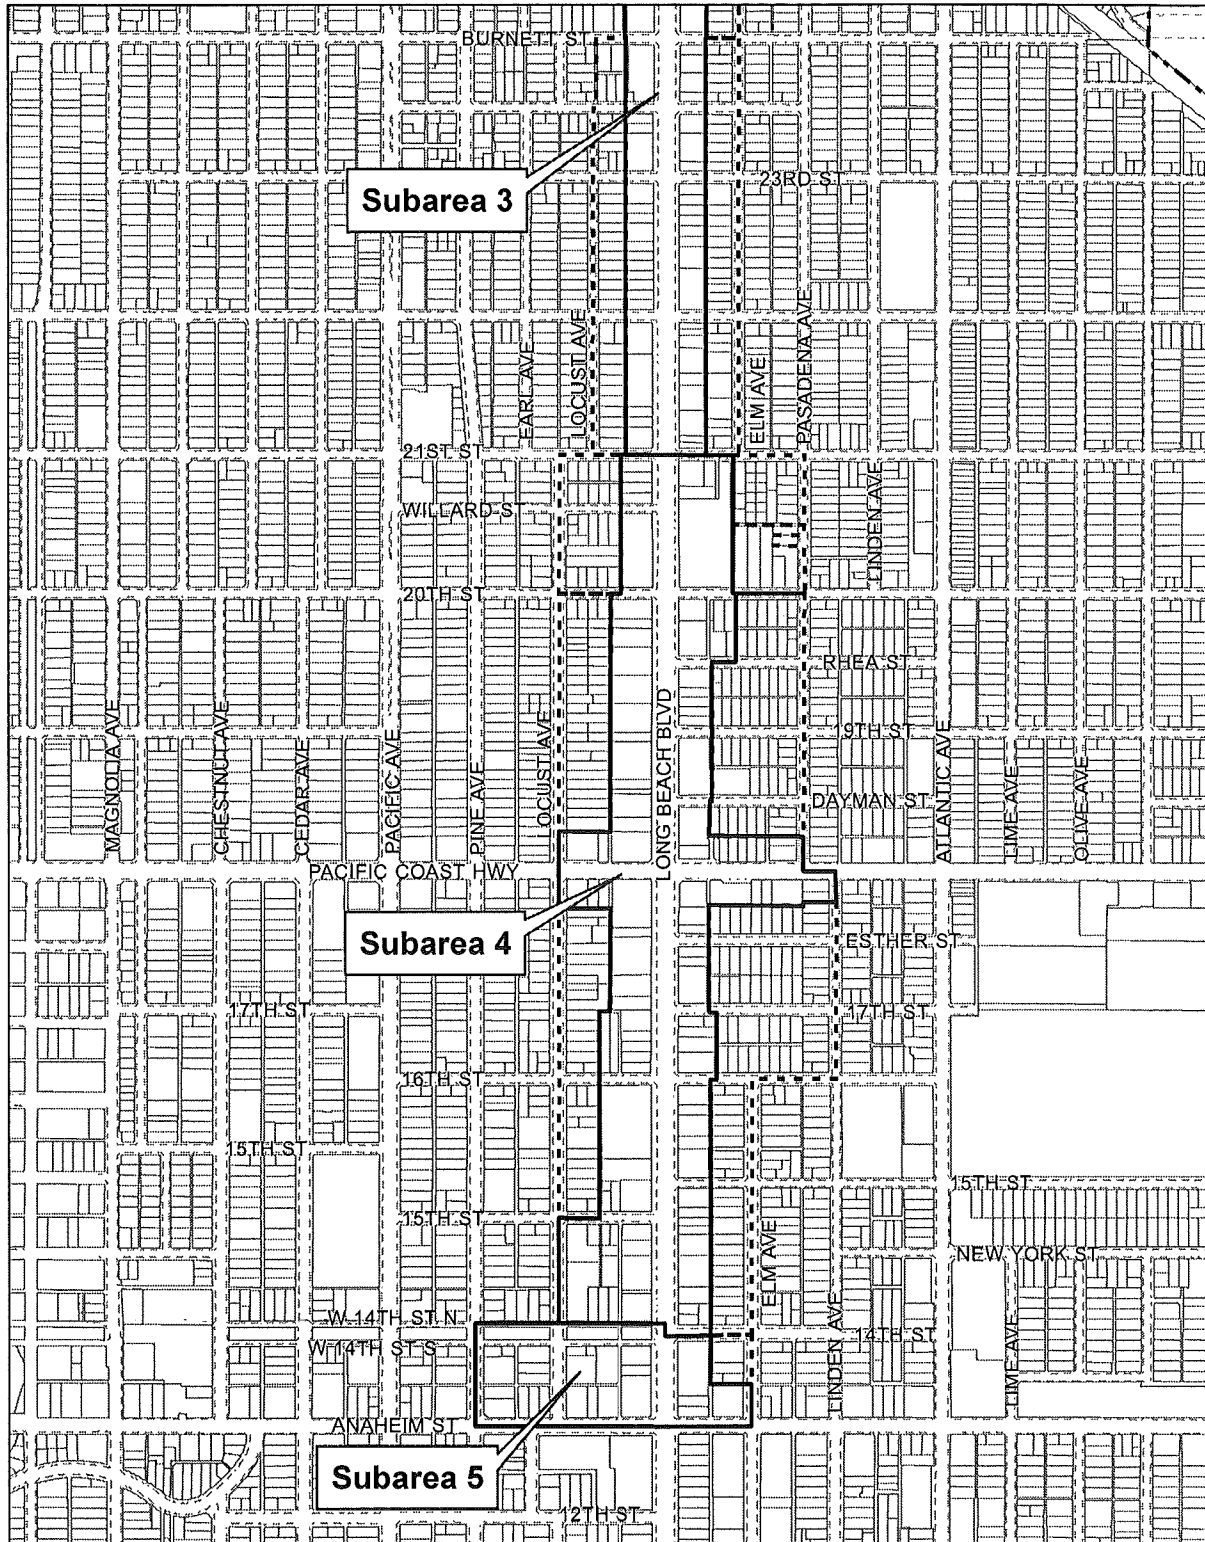 BURNETT ST
23RD ST
Subarea 3
LOCUST AVE
EARL AVE
ELM AVE
PASADENA AVE
21ST ST
WILLARD ST
LINDEN AVE
20TH ST
RHEA ST
MAGNOLIA AVE
CHESTNUT AVE
CEDAR AVE
PACIFIC AVE
PINE AVE
LOCUST AVE
LONG BEACH BLVD
19TH ST
DAYMAN ST
ATLANTIC AVE
LIME AVE
OLIVE AVE
PACIFIC COAST HWY
Subarea 4
ESTHER ST
17TH ST
17TH ST
16TH ST
15TH ST
15TH ST
15TH ST
ELM AVE
NEW YORK ST
W 14TH ST N
14TH ST
W 14TH ST S
LINDEN AVE
LIME AVE
ANAHEIM ST
Subarea 5
12TH ST